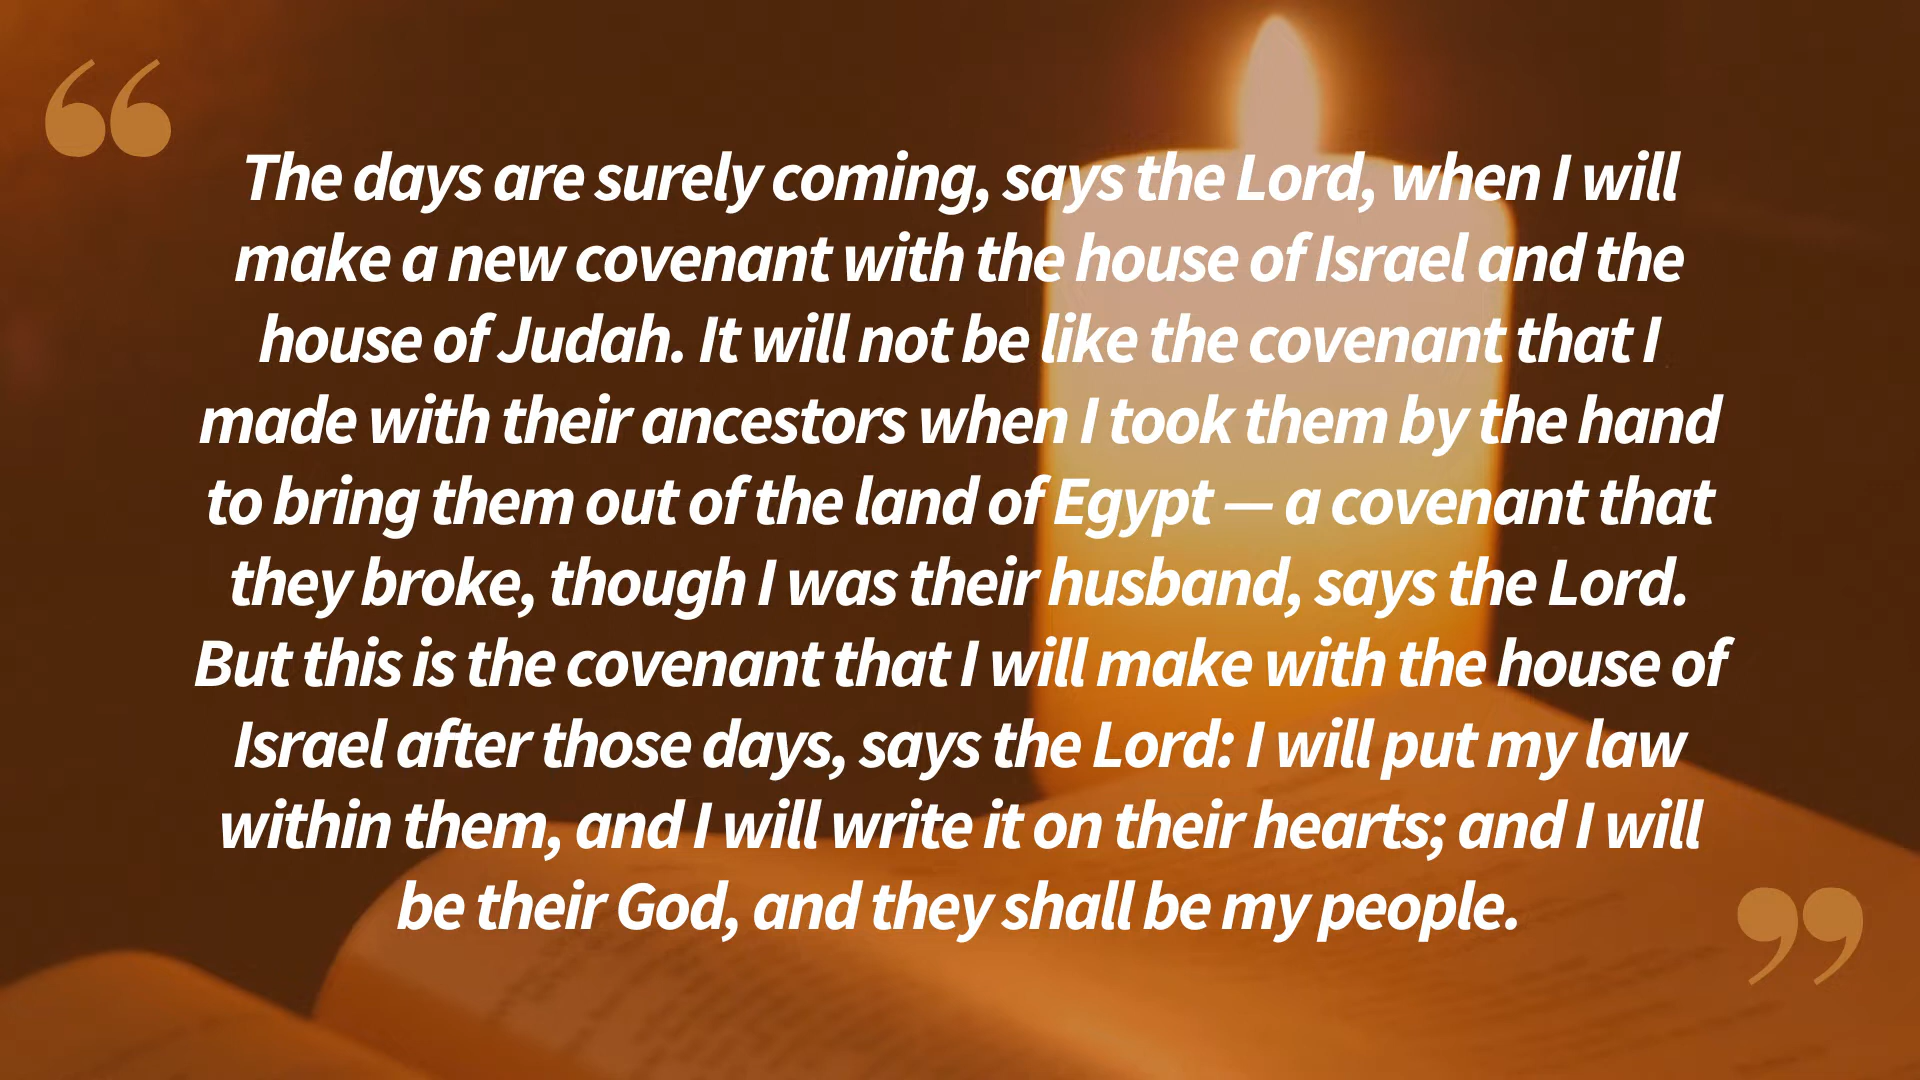 “
The days are surely coming, says the Lord, when I will
make a new covenant with the house of Israel and the
house of Judah. It will not be like the covenant that I
made with their ancestors when I took them by the hand
to bring them out of the land of Egypt — a covenant that
they broke, though I was their husband, says the Lord.
But this is the covenant that I will make with the house of
Israel after those days, says the Lord: I will put my law
within them, and I will write it on their hearts; and I will
be their God, and they shall be my people.
”